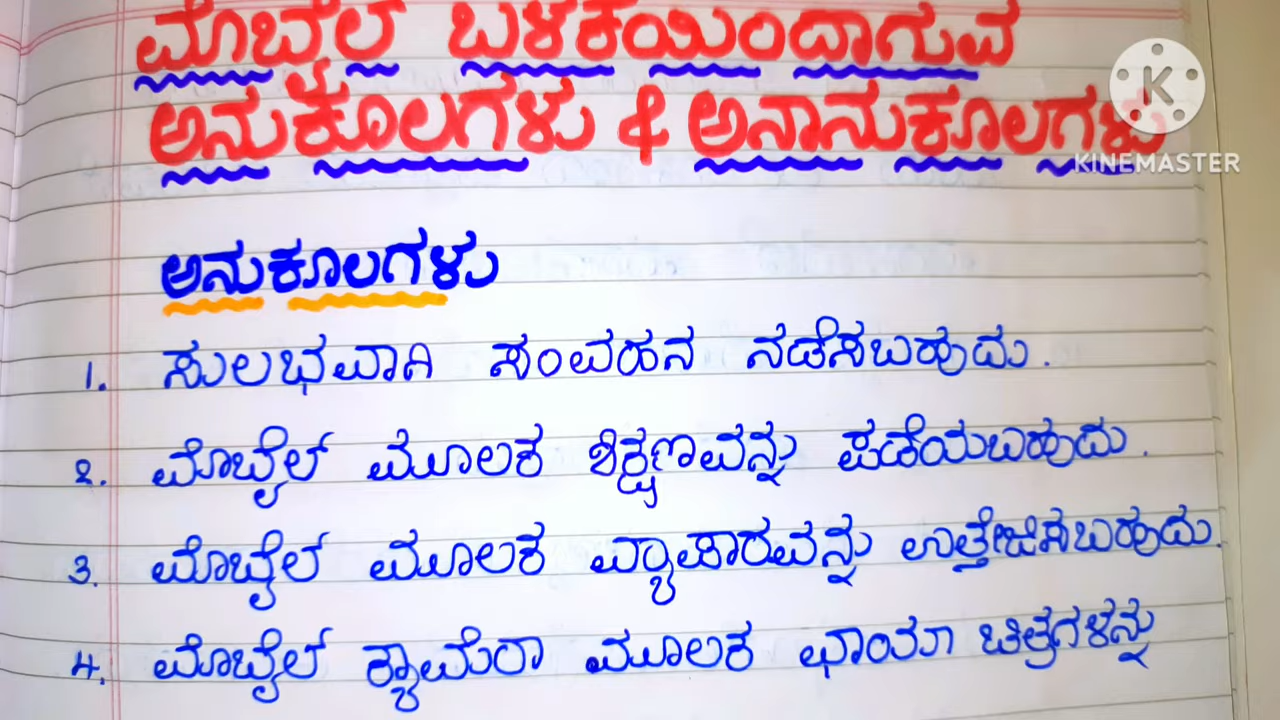 ಮೊಬೈಲ ಬಳಕೆಯಿಂದಾಗುವ
ಅನುಕೂಲಗಳು & ಅನಾನುಕೂಲಗಳು
K
KINEMASTER
ಅನುಕೂಲಗಳು
1. ಸುಲಭವಾಗಿ ಸಂವಹನ ನಡೆಸಬಹುದು.
2. ಮೊಬೈಲ್ ಮೂಲಕ ಶಿಕ್ಷಣವನ್ನು ಪಡೆಯಬಹುದು.
3. ಮೊಬೈಲ್ ಮೂಲಕ ವ್ಯಾಪಾರವನ್ನು ಉತ್ತೇಜಿಸಬಹುದು.
4. ಮೊಬೈಲ್ ಕ್ಯಾಮೆರಾ ಮೂಲಕ ಛಾಯಾ ಚಿತ್ರಗಳನ್ನು